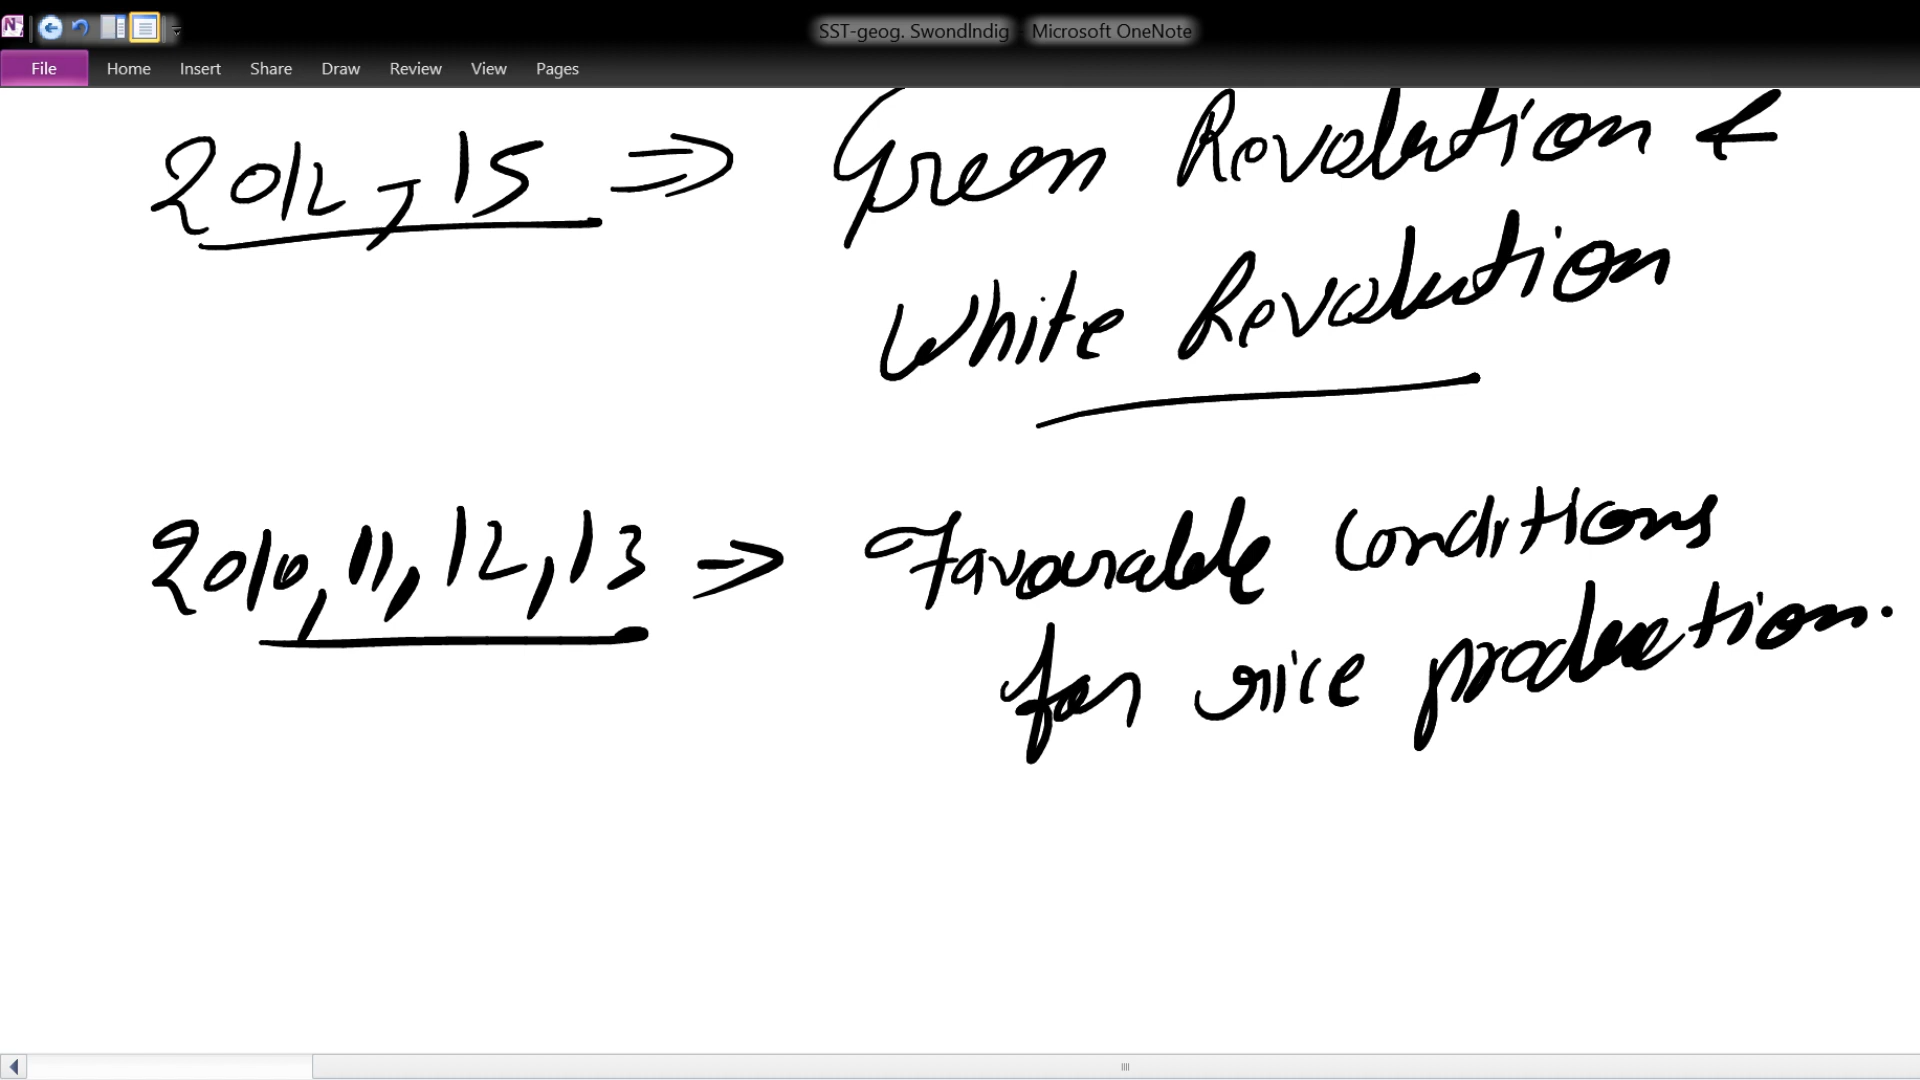 SST-geog. SwondIndig - Microsoft OneNote
File Home Insert Share Draw Review View Pages
2012, 15 ⇒ Green Revolution &
White Revolution
2010, 11, 12, 13 → Favourable Conditions
for rice production.